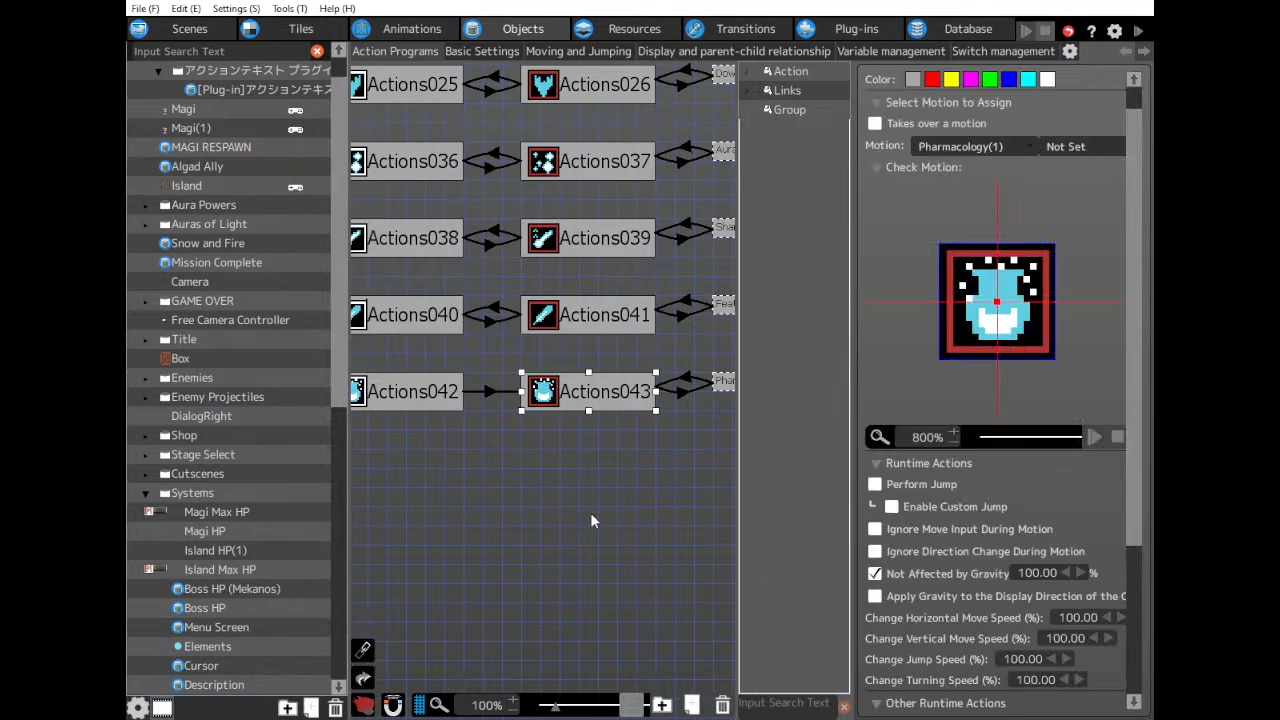 File (F) Edit (E) Settings (S) Tools (T) Help (H)
Scenes Tiles Animations Objects Resources Transitions Plug-ins Database
Input Search Text Action Programs Basic Settings Moving and Jumping Display and parent-child relationship Variable management Switch management
アクションテキスト プラグイ
[Plug-in]アクションテキス
Magi
Magi(1)
MAGI RESPAWN
Algad Ally
Island
Aura Powers
Auras of Light
Snow and Fire
Mission Complete
Camera
GAME OVER
Free Camera Controller
Title
Box
Enemies
Enemy Projectiles
DialogRight
Shop
Stage Select
Cutscenes
Systems
Magi Max HP
Magi HP
Island HP(1)
Island Max HP
Boss HP (Mekanos)
Boss HP
Menu Screen
Elements
Cursor
Description
Actions025 Actions026 Dow
Actions036 Actions037 Aura
Actions038 Actions039 Sha
Actions040 Actions041 Feat
Actions042 Actions043 Phar
100%
Action
Links
Group
Input Search Text
Color:
Select Motion to Assign
Takes over a motion
Motion: Pharmacology(1) Not Set
Check Motion:
800%
Runtime Actions
Perform Jump
Enable Custom Jump
Ignore Move Input During Motion
Ignore Direction Change During Motion
Not Affected by Gravity 100.00 %
Apply Gravity to the Display Direction of the
Change Horizontal Move Speed (%): 100.00
Change Vertical Move Speed (%): 100.00
Change Jump Speed (%): 100.00
Change Turning Speed (%): 100.00
Other Runtime Actions